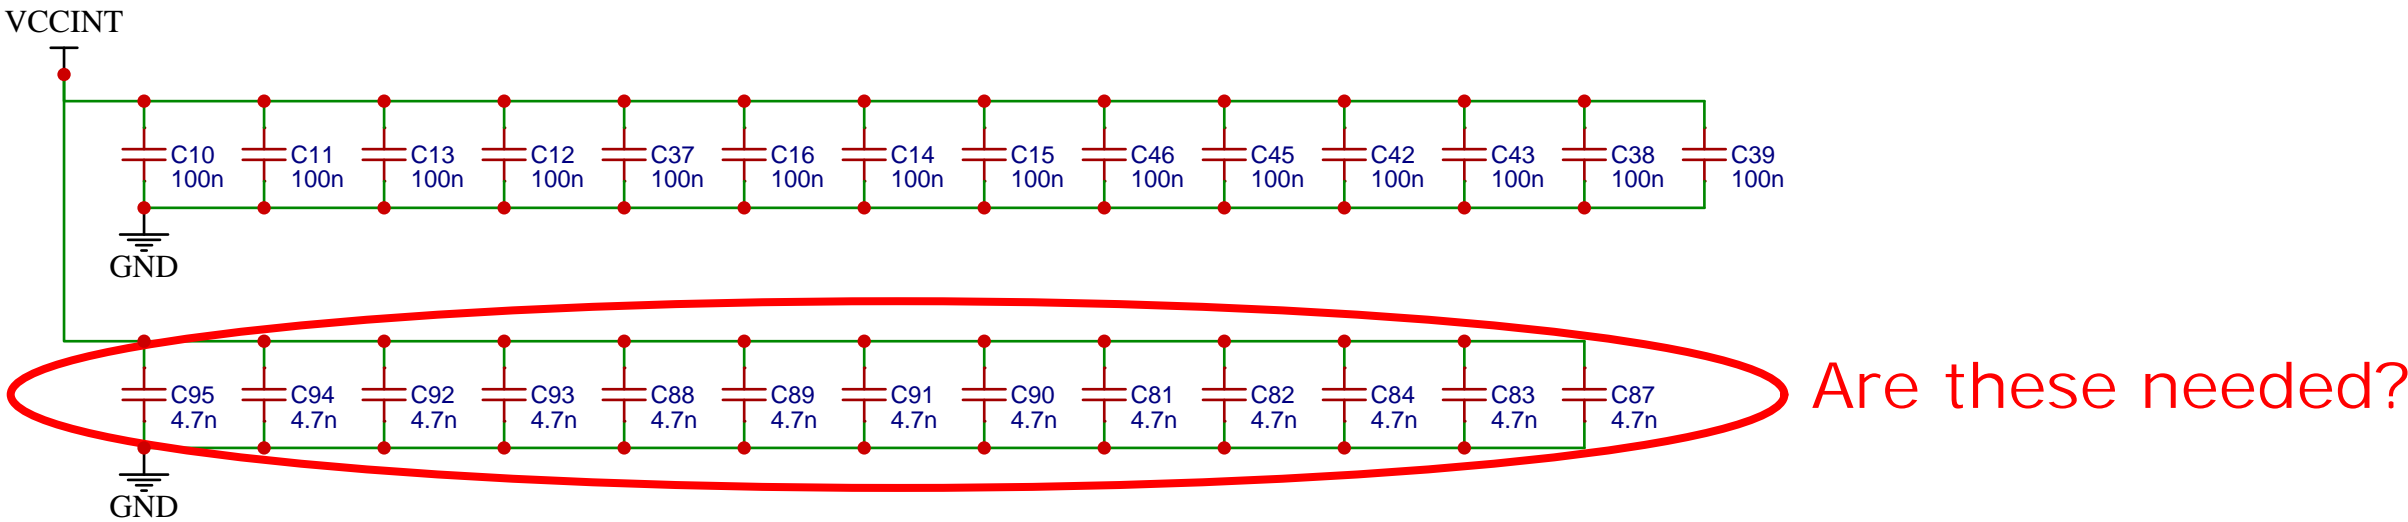 VCCINT
C10 C11 C13 C12 C37 C16 C14 C15 C46 C45 C42 C43 C38 C39
100n 100n 100n 100n 100n 100n 100n 100n 100n 100n 100n 100n 100n 100n
GND
C95 C94 C92 C93 C88 C89 C91 C90 C81 C82 C84 C83 C87 Are these needed?
4.7n 4.7n 4.7n 4.7n 4.7n 4.7n 4.7n 4.7n 4.7n 4.7n 4.7n 4.7n 4.7n
GND